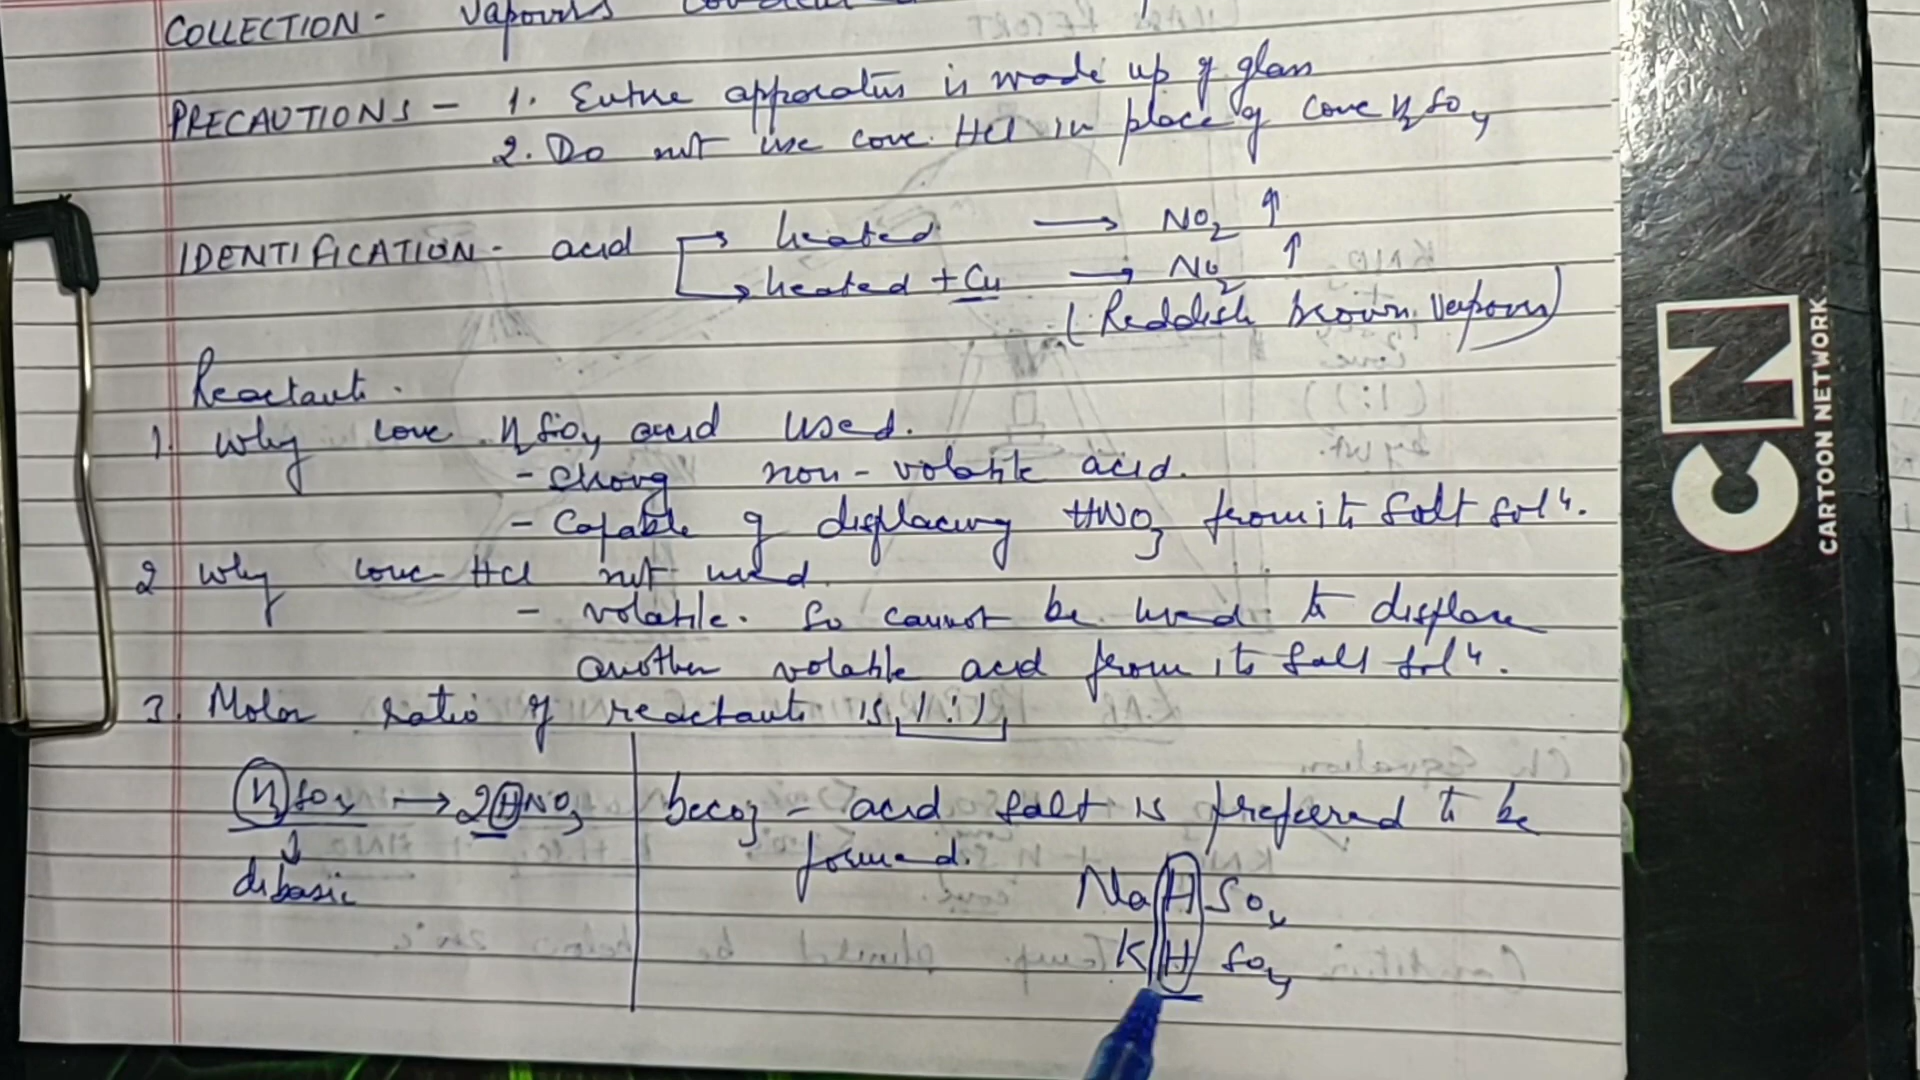 COLLECTION - Vapours
PRECAUTIONS - 1. Entire apparatus is made up of glass
2. Do not use conc. HCl in place of conc H2SO4
IDENTIFICATION - acid → heated → NO2 ↑
→ heated + Cu → NO2 ↑
(Reddish brown vapours)
Reactants.
1. Why conc. H2SO4 acid used.
- Strong non-volatile acid.
- Capable of displacing HNO3 from its salt solⁿ.
2 Why conc HCl not used.
- volatile. So cannot be used to displace
another volatile acid from its salt solⁿ.
3. Molar ratio of reactants is 1:1
H2SO4 → 2HNO3
↓
dibasic
becoz - acid salt is preferred to be
formed.
NaHSO4
KHSO4
CN
CARTOON NETWORK